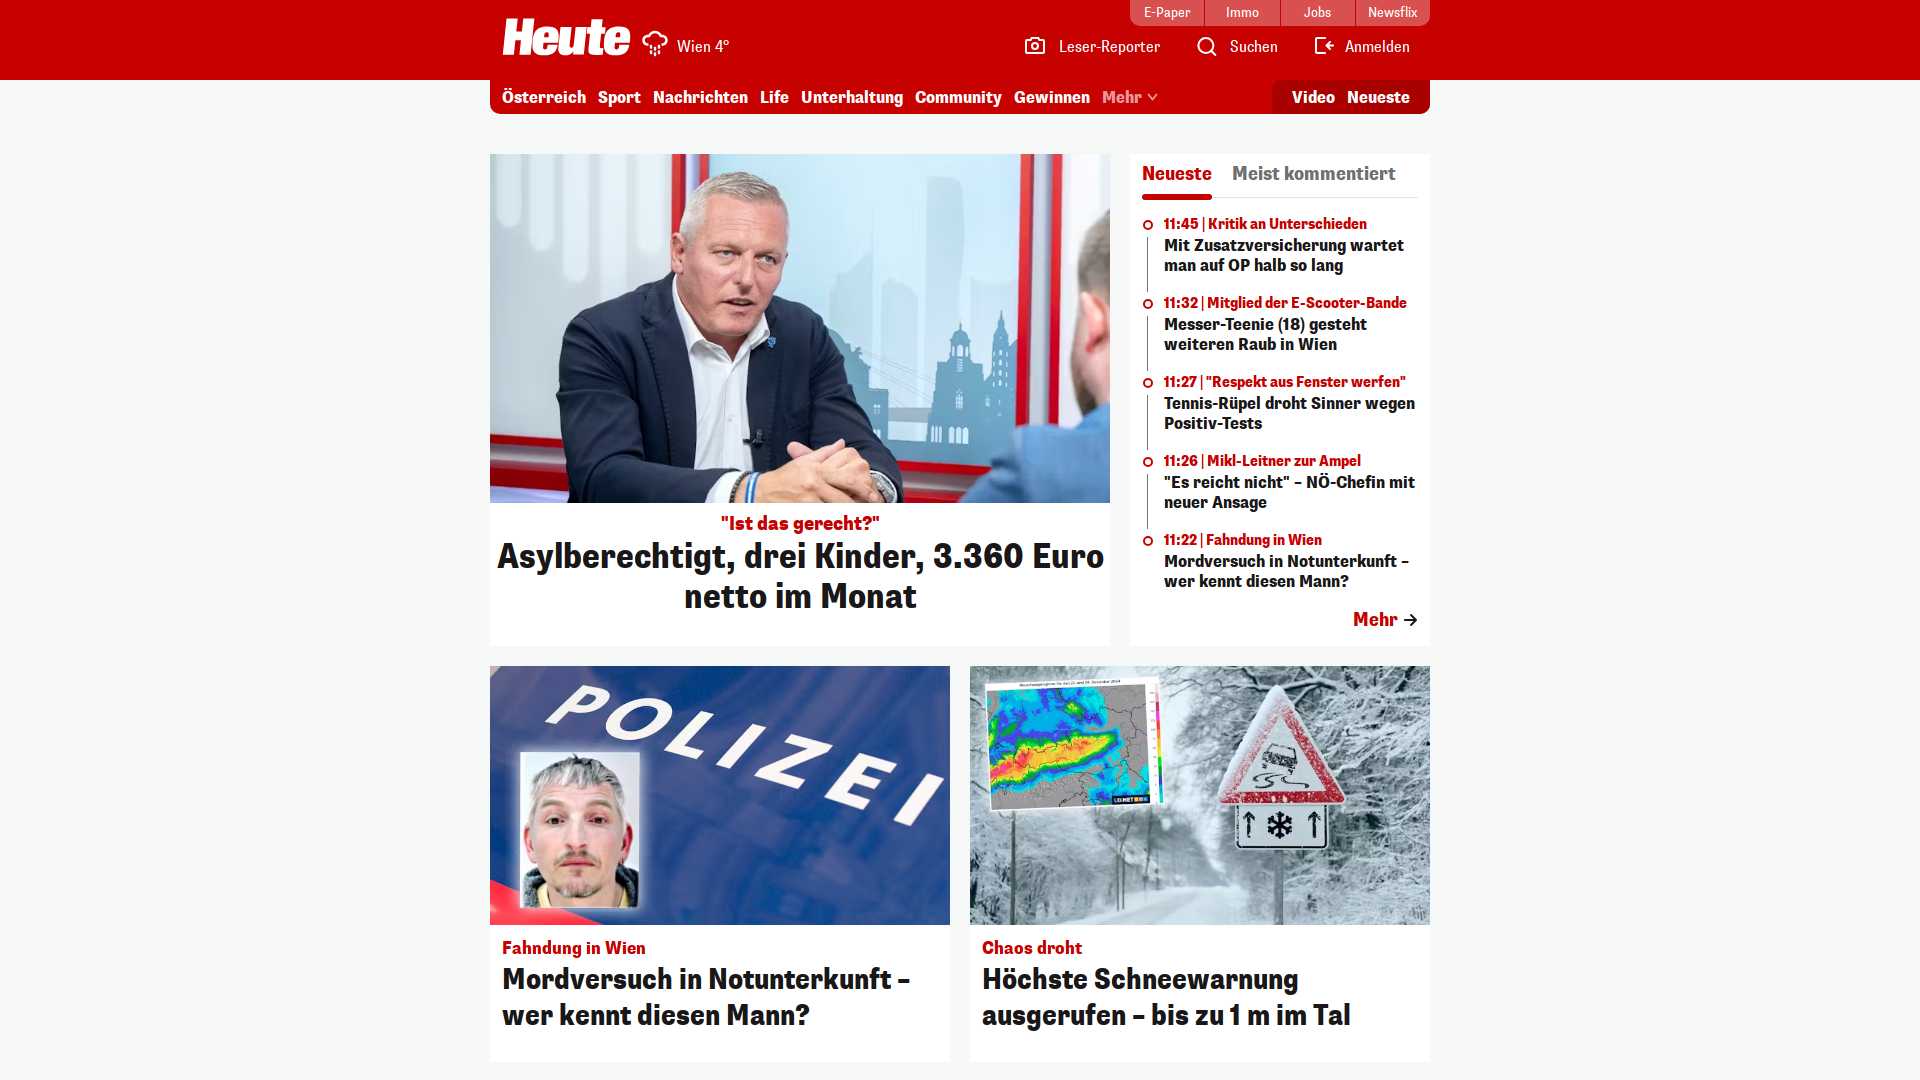 E-Paper Immo Jobs Newsflix
Heute Wien 4° Leser-Reporter Suchen Anmelden
Österreich Sport Nachrichten Life Unterhaltung Community Gewinnen Mehr Video Neueste
"Ist das gerecht?"
Asylberechtigt, drei Kinder, 3.360 Euro
netto im Monat
Neueste Meist kommentiert
11:45 | Kritik an Unterschieden
Mit Zusatzversicherung wartet
man auf OP halb so lang
11:32 | Mitglied der E-Scooter-Bande
Messer-Teenie (18) gesteht
weiteren Raub in Wien
11:27 | "Respekt aus Fenster werfen"
Tennis-Rüpel droht Sinner wegen
Positiv-Tests
11:26 | Mikl-Leitner zur Ampel
"Es reicht nicht" – NÖ-Chefin mit
neuer Ansage
11:22 | Fahndung in Wien
Mordversuch in Notunterkunft –
wer kennt diesen Mann?
Mehr
POLIZEI
Fahndung in Wien
Mordversuch in Notunterkunft –
wer kennt diesen Mann?
Chaos droht
Höchste Schneewarnung
ausgerufen – bis zu 1 m im Tal